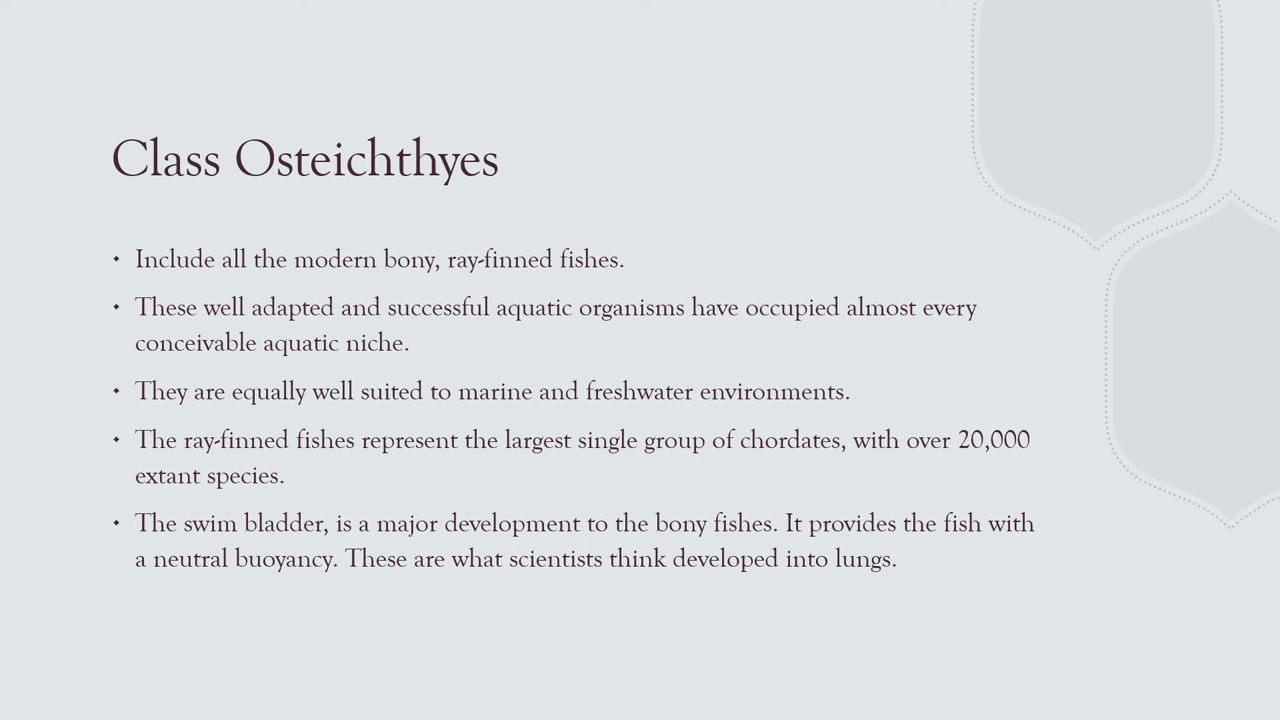 Class Osteichthyes
• Include all the modern bony, ray-finned fishes.
• These well adapted and successful aquatic organisms have occupied almost every
conceivable aquatic niche.
• They are equally well suited to marine and freshwater environments.
• The ray-finned fishes represent the largest single group of chordates, with over 20,000
extant species.
• The swim bladder, is a major development to the bony fishes. It provides the fish with
a neutral buoyancy. These are what scientists think developed into lungs.